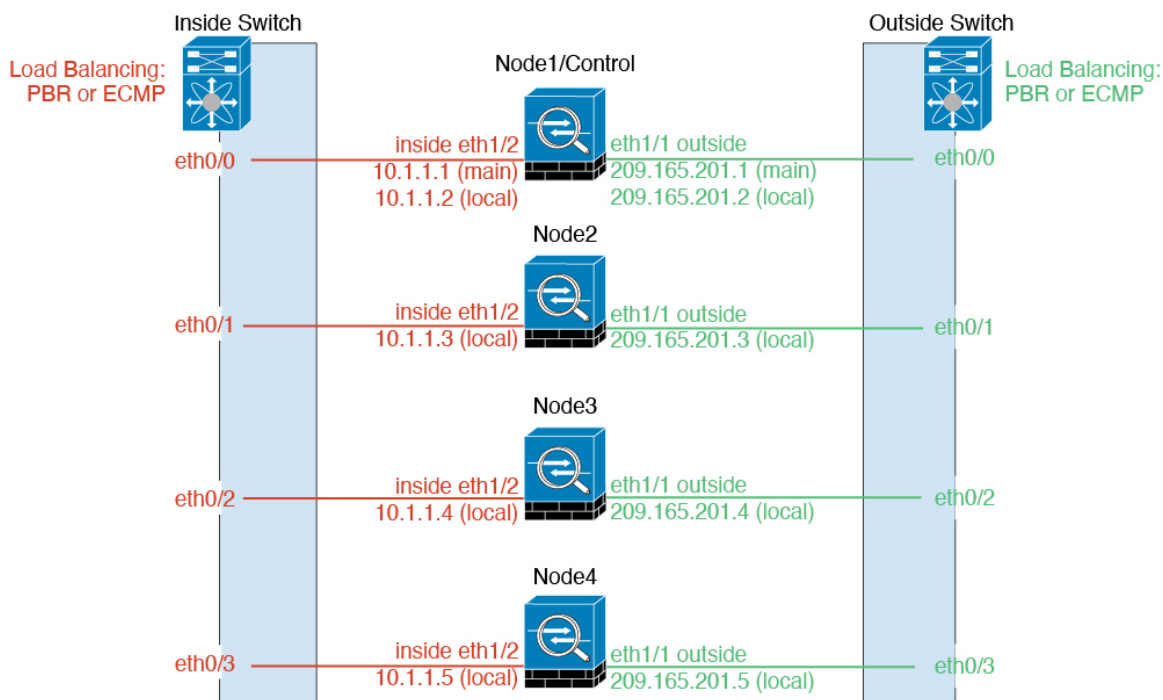 Inside Switch
Outside Switch
Load Balancing:
PBR or ECMP
Node1/Control
Load Balancing:
PBR or ECMP
eth0/0
inside eth1/2
10.1.1.1 (main)
10.1.1.2 (local)
eth1/1 outside
209.165.201.1 (main)
209.165.201.2 (local)
eth0/0
Node2
eth0/1
inside eth1/2
10.1.1.3 (local)
eth1/1 outside
209.165.201.3 (local)
eth0/1
Node3
eth0/2
inside eth1/2
10.1.1.4 (local)
eth1/1 outside
209.165.201.4 (local)
eth0/2
Node4
eth0/3
inside eth1/2
10.1.1.5 (local)
eth1/1 outside
209.165.201.5 (local)
eth0/3